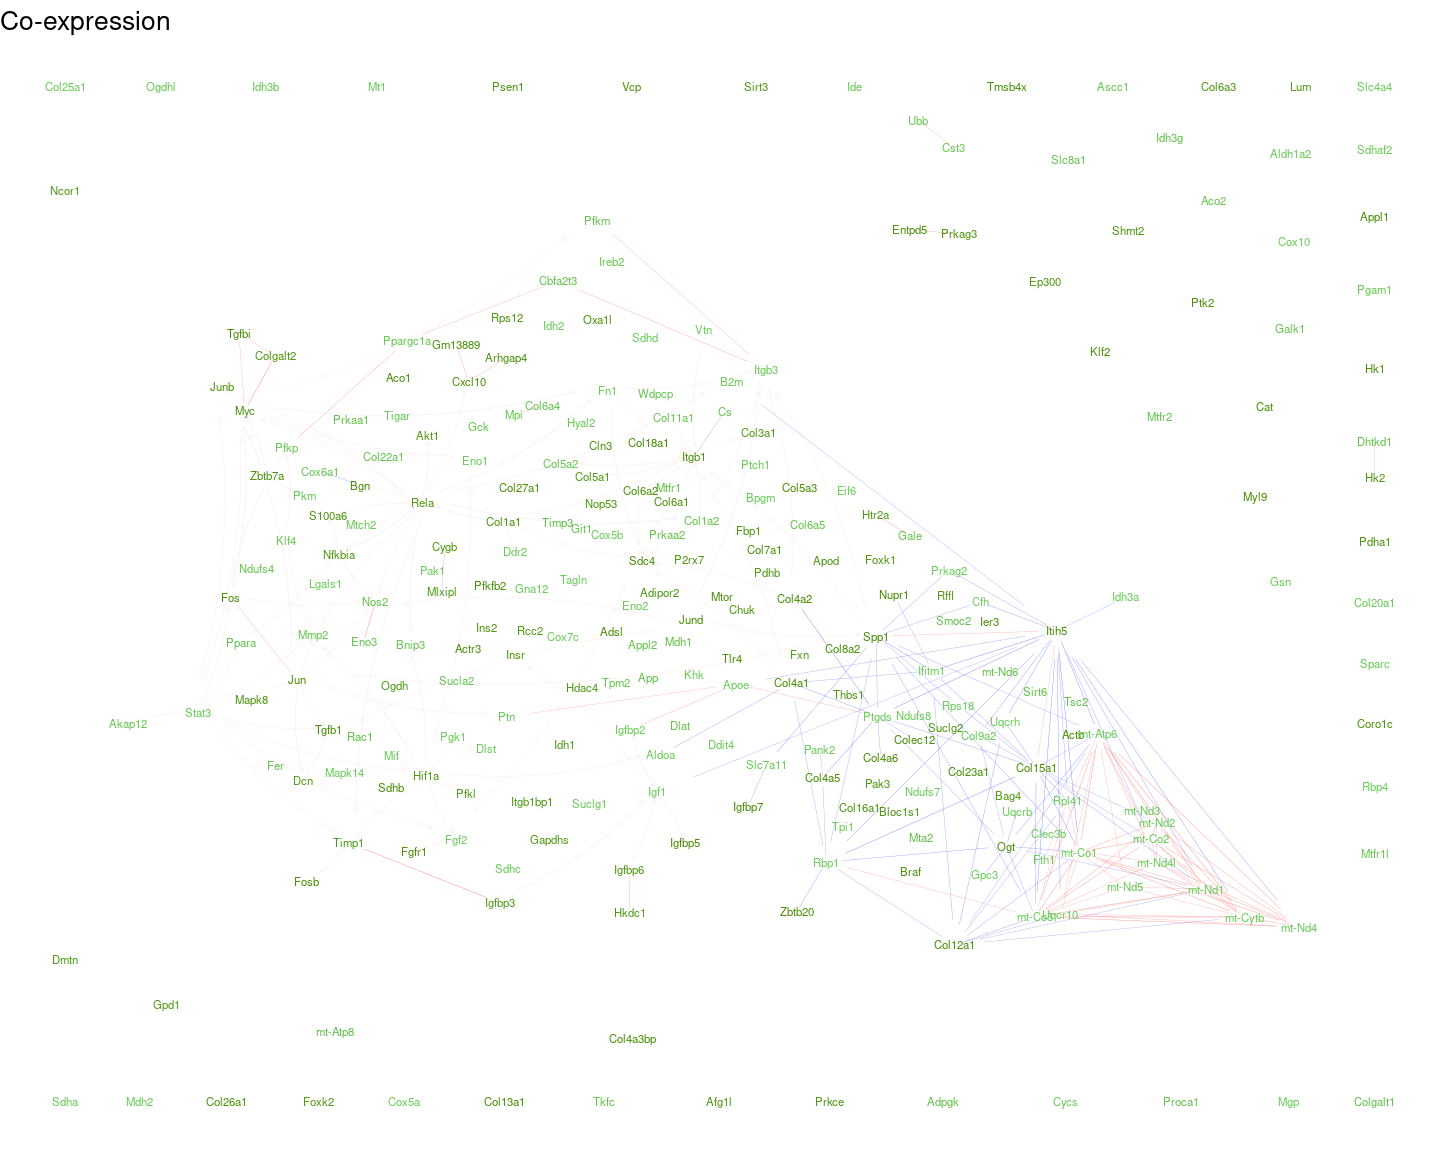 Co-expression
Col25a1 Ogdhl Idh3b Mt1 Psen1 Vcp Sirt3 Ide Tmsb4x Ascc1 Col6a3 Lum Slc4a4
Ubb
Idh3g
Cst3 Sdhaf2
Aldh1a2
Slc8a1
Ncor1
Aco2
Appl1
Pfkm
Entpd5 Prkag3 Shmt2
Cox10
Ireb2
Cbfa2t3 Ep300
Pgam1
Ptk2
Rps12 Oxa1l
Idh2 Vtn Galk1
Tgfbi Sdhd
Ppargc1a Gm13889
Colgalt2 Arhgap4 Klf2
Itgb3 Hk1
Aco1 Cxcl10 B2m
Junb Fn1 Wdpcp
Col6a4 Cat
Myc Prkaa1 Tigar Mpi Hyal2 Col11a1 Cs Mtfr2
Akt1 Gck Col3a1
Pfkp Cln3 Col18a1 Dhtkd1
Col22a1 Eno1 Col5a2 Itgb1 Ptch1
Zbtb7a Cox6a1 Col5a1 Hk2
Bgn Col27a1 Col6a2 Mtfr1 Col5a3 Eif6
Pkm Rela Nop53 Col6a1 Bpgm Myl9
S100a6 Mtch2 Col1a1 Timp3 Git1 Col1a2 Col6a5 Htr2a
Klf4 Cox5b Prkaa2 Fbp1 Gale Pdha1
Nfkbia Cygb Ddr2 Sdc4 P2rx7 Col7a1 Apod Foxk1
Ndufs4 Pak1 Tagln Pdhb Prkag2
Lgals1 Mlxipl Pfkfb2 Gna12 Adipor2 Gsn
Fos Nos2 Eno2 Mtor Chuk Col4a2 Nupr1 Rffl Cfh Idh3a Col20a1
Ppara Mmp2 Eno3 Bnip3 Ins2 Rcc2 Cox7c Adsl Jund Spp1 Smoc2 Ier3 Itih5
Actr3 Insr Appl2 Mdh1 Tlr4 Fxn Col8a2 Sparc
Jun Ogdh Sucla2 Hdac4 Tpm2 App Khk Apoe Col4a1 Ifitm1 mt-Nd6
Mapk8 Thbs1 Sirt6 Tsc2
Akap12 Stat3 Ptn Ptgds Ndufs8 Rps18 Uqcrh Coro1c
Tgfb1 Rac1 Pgk1 Igfbp2 Dlat Colec12 Suclg2 Col9a2 Actb mt-Atp6
Mif Dlst Idh1 Aldoa Ddit4 Pank2 Col4a6
Fer Mapk14 Hif1a Slc7a11 Col23a1 Col15a1
Dcn Sdhb Pfkl Igf1 Col4a5 Pak3 Ndufs7 Rbp4
Itgb1bp1 Suclg1 Igfbp7 Col16a1 Bloc1s1 Bag4 Uqcrb Rpl41 mt-Nd3
Timp1 Fgf2 Gapdhs Igfbp5 Tpi1 Mta2 Clec3b mt-Nd2
Fgfr1 Ogt mt-Co1 mt-Co2 Mtfr1l
Sdhc Igfbp6 Rbp1 Braf Fth1 mt-Nd4l
Fosb Gpc3 mt-Nd5 mt-Nd1
Igfbp3 Hkdc1 Zbtb20 Uqcr10 mt-Cytb
mt-Nd4
Col12a1
Dmtn
Gpd1
mt-Atp8 Col4a3bp
Sdha Mdh2 Col26a1 Foxk2 Cox5a Col13a1 Tkfc Afg1l Prkce Adpgk Cycs Proca1 Mgp Colgalt1